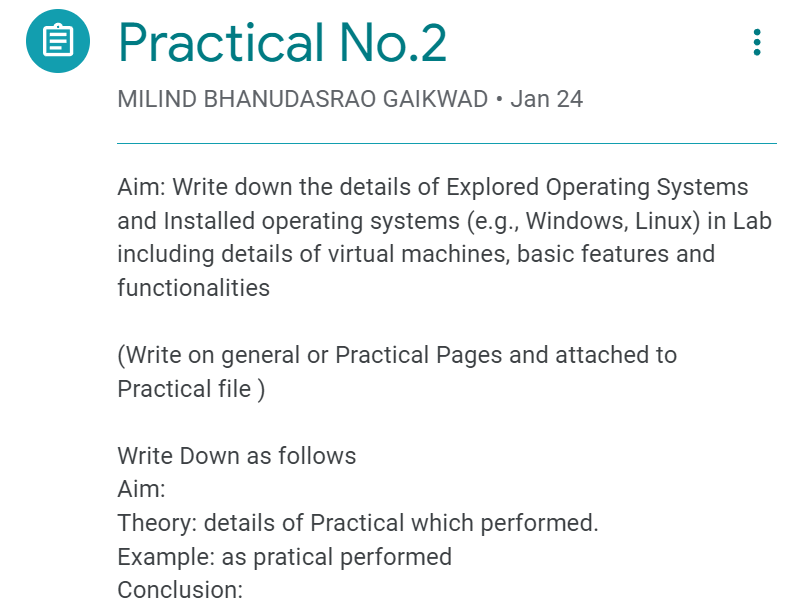 Practical No.2
MILIND BHANUDASRAO GAIKWAD • Jan 24
Aim: Write down the details of Explored Operating Systems
and Installed operating systems (e.g., Windows, Linux) in Lab
including details of virtual machines, basic features and
functionalities
(Write on general or Practical Pages and attached to
Practical file )
Write Down as follows
Aim:
Theory: details of Practical which performed.
Example: as pratical performed
Conclusion: